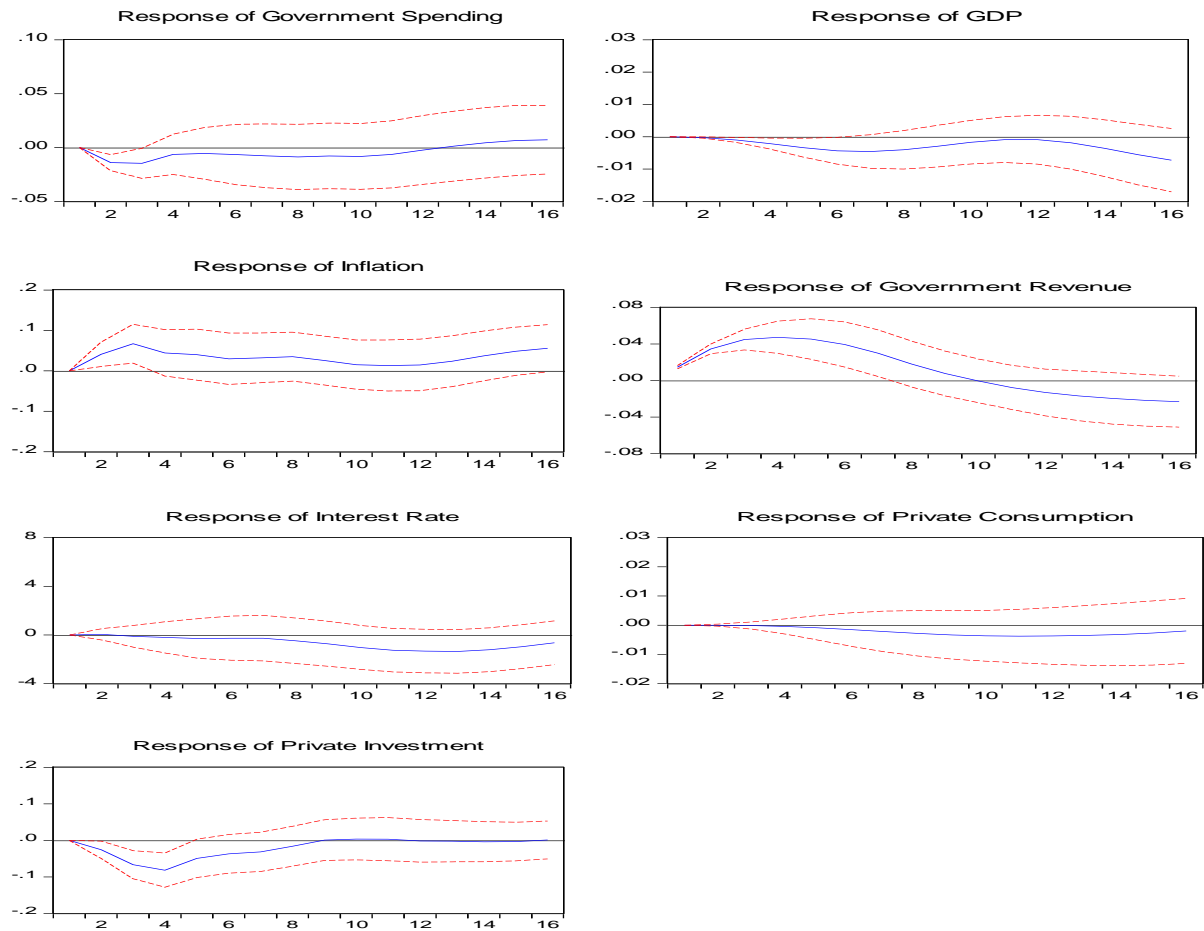 Response of Government Spending
.10
.05
.00
-.05
2 4 6 8 10 12 14 16
Response of GDP
.03
.02
.01
.00
-.01
-.02
2 4 6 8 10 12 14 16
Response of Inflation
.2
.1
.0
-.1
-.2
2 4 6 8 10 12 14 16
Response of Government Revenue
.08
.04
.00
-.04
-.08
2 4 6 8 10 12 14 16
Response of Interest Rate
8
4
0
-4
2 4 6 8 10 12 14 16
Response of Private Consumption
.03
.02
.01
.00
-.01
-.02
2 4 6 8 10 12 14 16
Response of Private Investment
.2
.1
.0
-.1
-.2
2 4 6 8 10 12 14 16